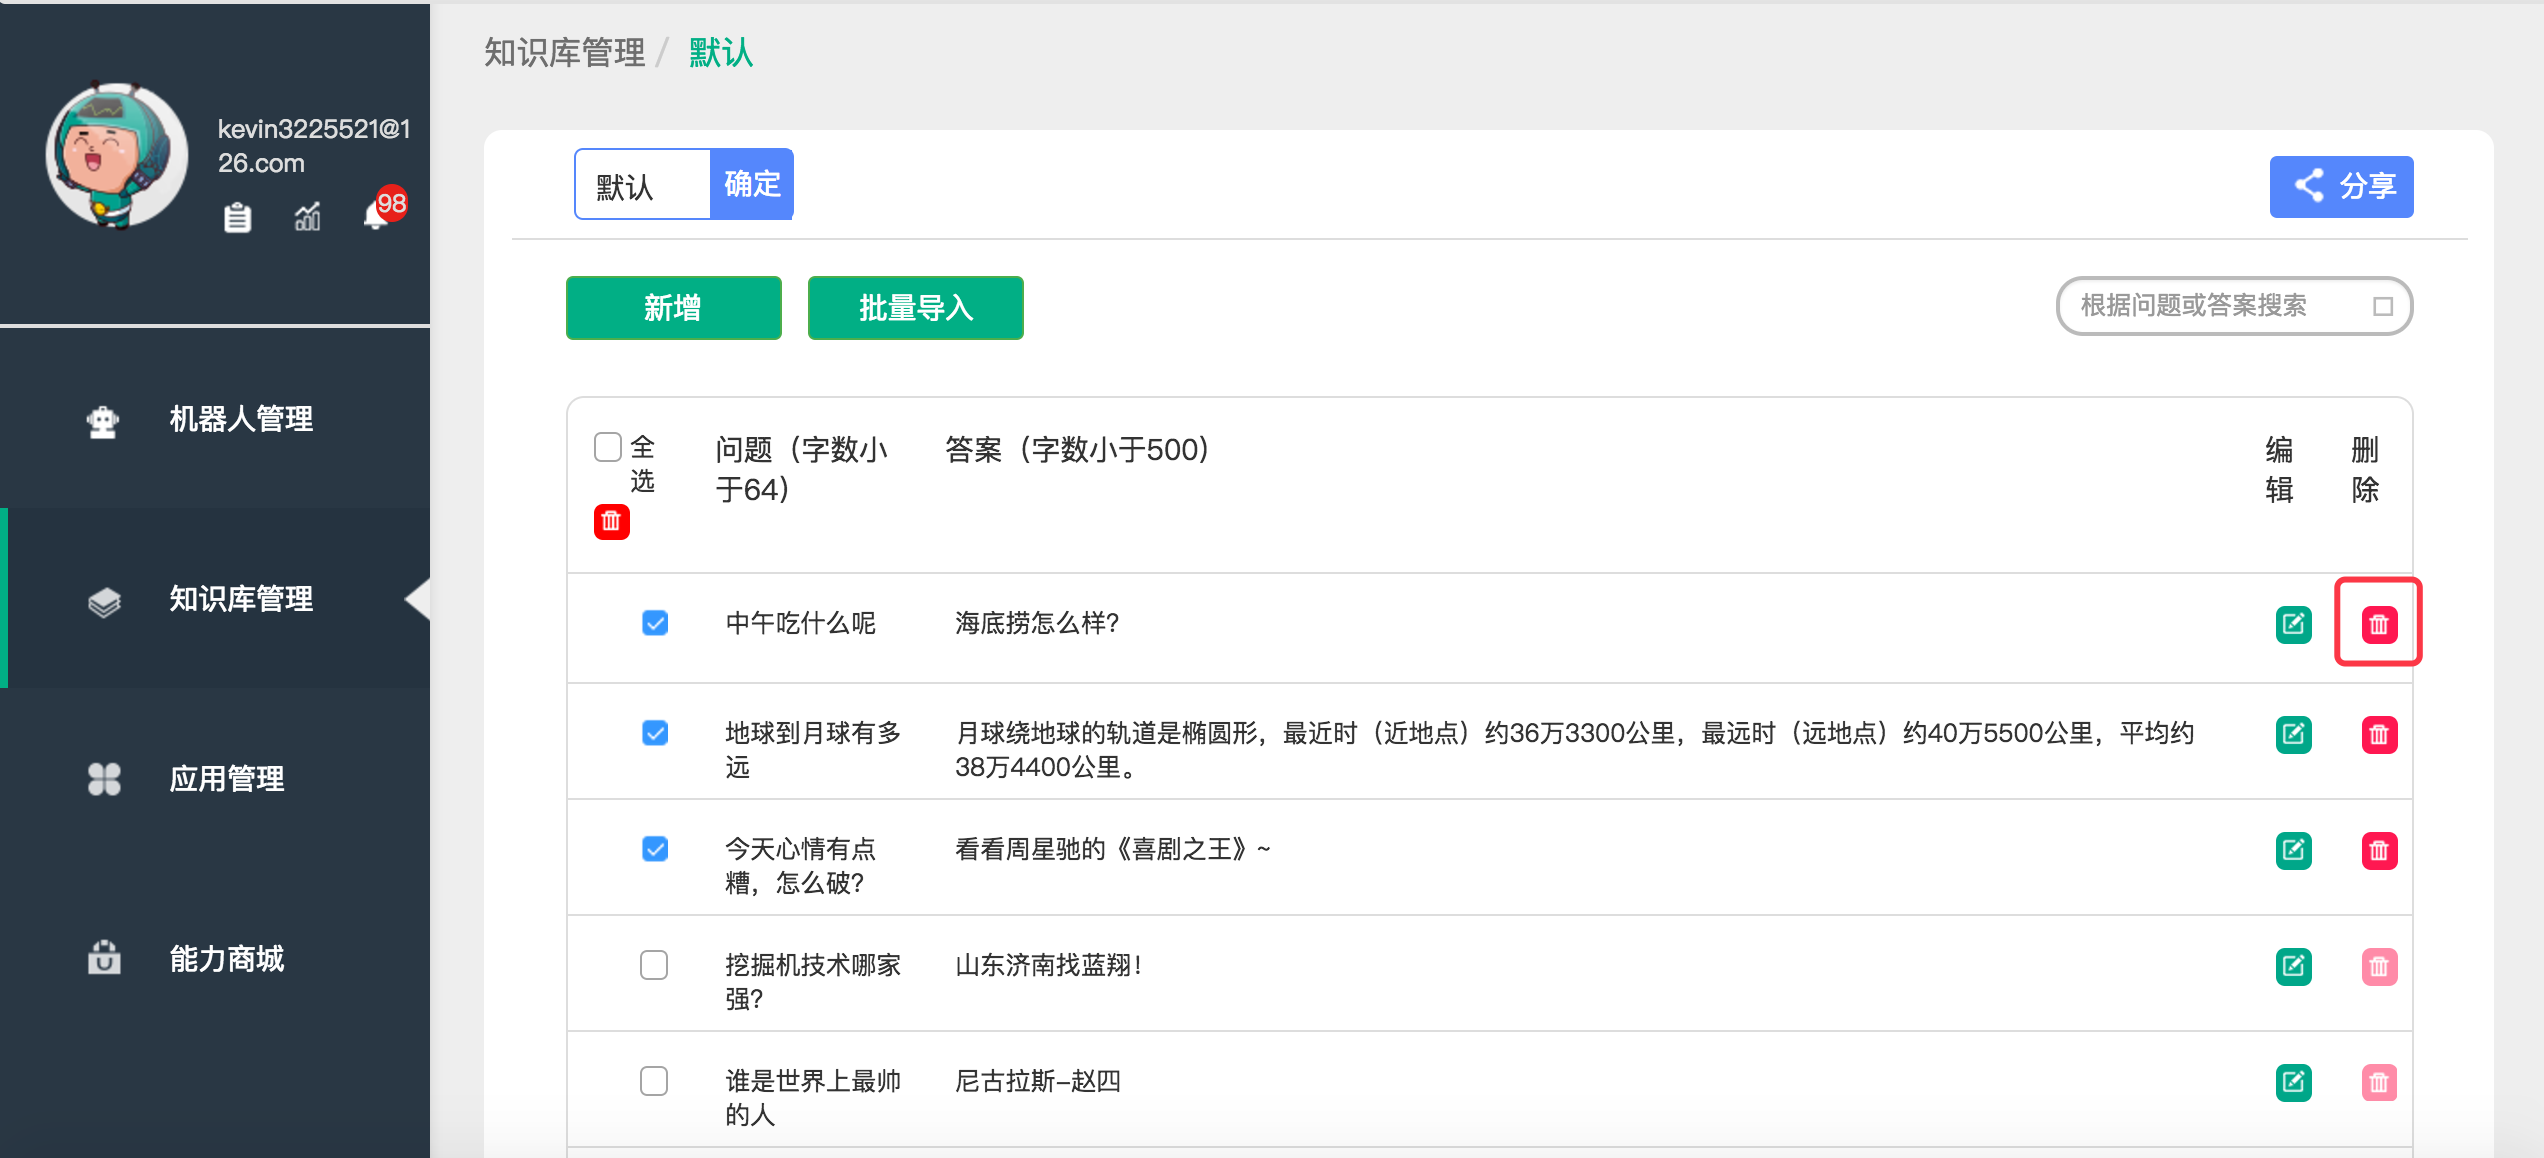 知识库管理 / 默认
kevin3225521@1
26.com
98
机器人管理
知识库管理
应用管理
能力商城
默认
确定
分享
新增
批量导入
根据问题或答案搜索
全
选
问题（字数小
于64）
答案（字数小于500）
编
辑
删
除
中午吃什么呢
海底捞怎么样？
地球到月球有多
远
月球绕地球的轨道是椭圆形，最近时（近地点）约36万3300公里，最远时（远地点）约40万5500公里，平均约
38万4400公里。
今天心情有点
糟，怎么破？
看看周星驰的《喜剧之王》~
挖掘机技术哪家
强？
山东济南找蓝翔！
谁是世界上最帅
的人
尼古拉斯-赵四